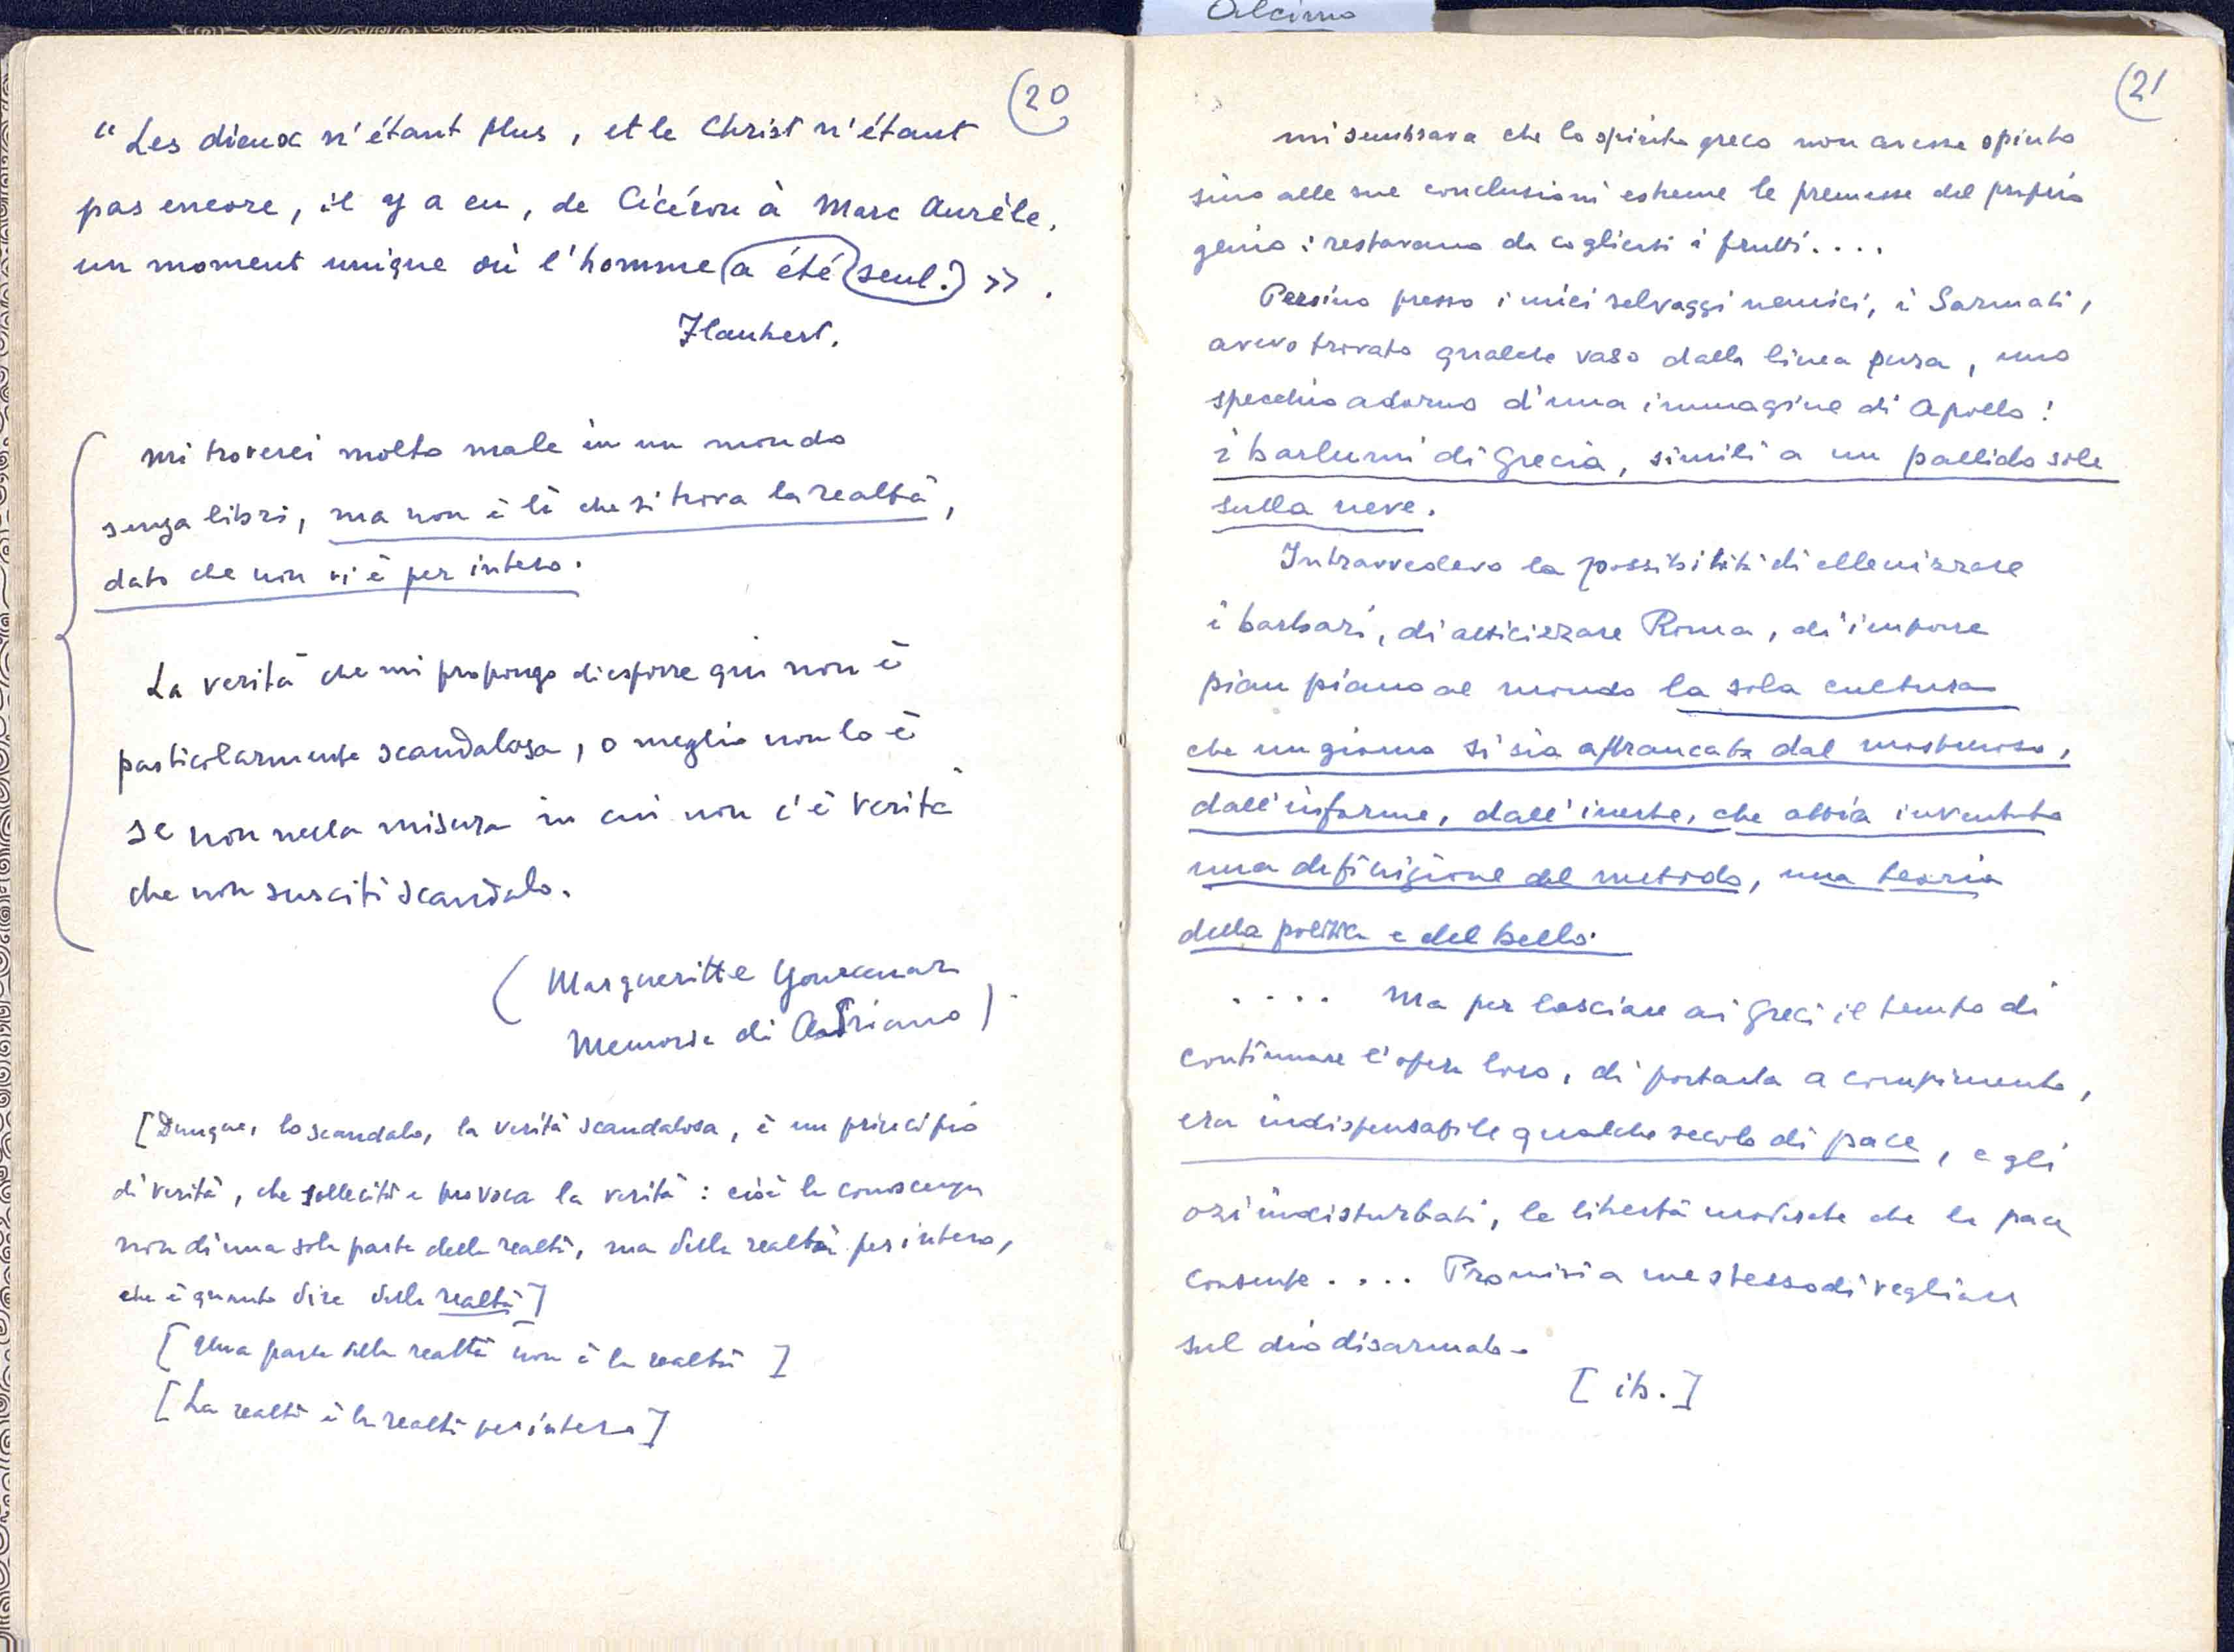 Alcimo
(20
"Les dieux n'étant plus, et le Christ n'étant
pas encore, il y a eu, de Cicéron à Marc Aurèle,
un moment unique où l'homme a été seul.» .
Flaubert.
mi troverei molto male in un mondo
senza libri, ma non è lì che si trova la realtà,
dato che non vi è per intero.
La verità che mi propongo di esporre qui non è
particolarmente scandalosa, o meglio non lo è
se non nella misura in cui non c'è verità
che non susciti scandalo.
(Margueritte Yourcenar
Memorie di Adriano).
[Dunque, lo scandalo, la verità scandalosa, è un principio
di verità, che sollecita e provoca la verità : cioè la conoscenza
non di una sola parte della realtà, ma della realtà per intero,
che è quanto dire della realtà]
[Una parte della realtà non è la realtà ]
[La realtà è la realtà per intero]
(21
mi sembrava che lo spirito greco non avesse spinto
sino alle sue conclusioni estreme le premesse del proprio
genio : restavano da cogliersi i frutti....
Persino presso i miei selvaggi nemici, i Sarmati,
avevo trovato qualche vaso dalla linea pura, uno
specchio adorno d'una immagine di Apollo :
i barlumi di Grecia, simili a un pallido sole
sulla neve.
Intravvedevo la possibilità di ellenizzare
i barbari, di atticizzare Roma, di imporre
pian piano al mondo la sola cultura
che un giorno si sia affrancata dal mostruoso,
dall'informe, dall'inerte, che abbia inventato
una definizione del metodo, una teoria
della politica e del bello.
.... Ma per lasciare ai Greci il tempo di
continuare l'opera loro, di portarla a compimento,
era indispensabile qualche secolo di pace, e gli
ozi indisturbati, le libertà moderate che la pace
consente .... Promisi a me stesso di vegliare
sul dio disarmato.
[ib.]